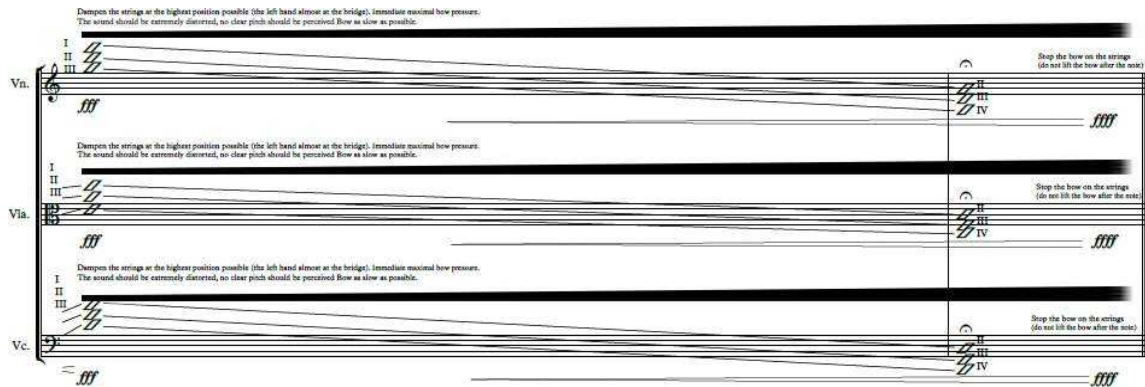 Dampen the strings at the highest position possible (the left hand almost at the bridge). Immediate maximal bow pressure.
The sound should be extremely distorted, no clear pitch should be perceived Bow as slow as possible.
I
II
III
Vn.
Stop the bow on the strings
(do not lift the bow after the note)
II
III
IV
fff
ffff
Dampen the strings at the highest position possible (the left hand almost at the bridge). Immediate maximal bow pressure.
The sound should be extremely distorted, no clear pitch should be perceived Bow as slow as possible.
I
II
III
Vla.
Stop the bow on the strings
(do not lift the bow after the note)
II
III
IV
fff
ffff
Dampen the strings at the highest position possible (the left hand almost at the bridge). Immediate maximal bow pressure.
The sound should be extremely distorted, no clear pitch should be perceived Bow as slow as possible.
I
II
III
Vc.
Stop the bow on the strings
(do not lift the bow after the note)
II
III
IV
fff
ffff